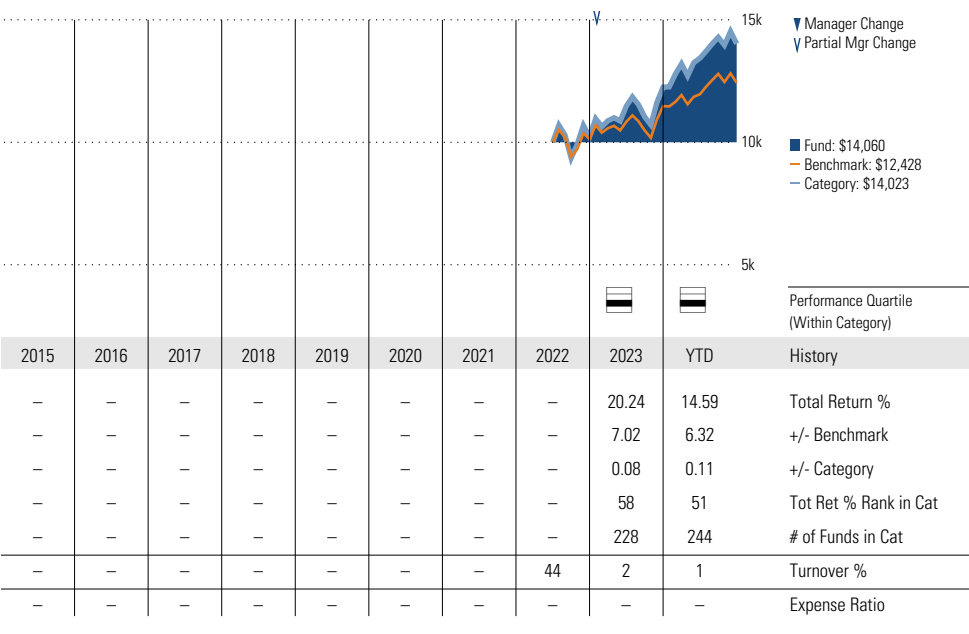 15k
▼ Manager Change
V Partial Mgr Change
10k
Fund: $14,060
Benchmark: $12,428
Category: $14,023
5k
Performance Quartile
(Within Category)
2015 2016 2017 2018 2019 2020 2021 2022 2023 YTD History
– – – – – – – – 20.24 14.59 Total Return %
– – – – – – – – 7.02 6.32 +/- Benchmark
– – – – – – – – 0.08 0.11 +/- Category
– – – – – – – – 58 51 Tot Ret % Rank in Cat
– – – – – – – – 228 244 # of Funds in Cat
– – – – – – – 44 2 1 Turnover %
– – – – – – – – – – Expense Ratio